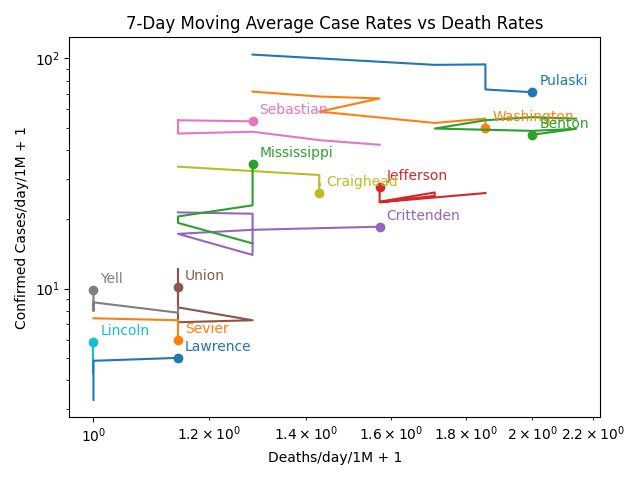 7-Day Moving Average Case Rates vs Death Rates
Confirmed Cases/day/1M + 1
10²
10¹
Pulaski
Sebastian
Washington
Benton
Mississippi
Jefferson
Craighead
Crittenden
Yell
Union
Lincoln
Sevier
Lawrence
10⁰
1.2 × 10⁰
1.4 × 10⁰
1.6 × 10⁰
1.8 × 10⁰
2 × 10⁰
2.2 × 10⁰
Deaths/day/1M + 1